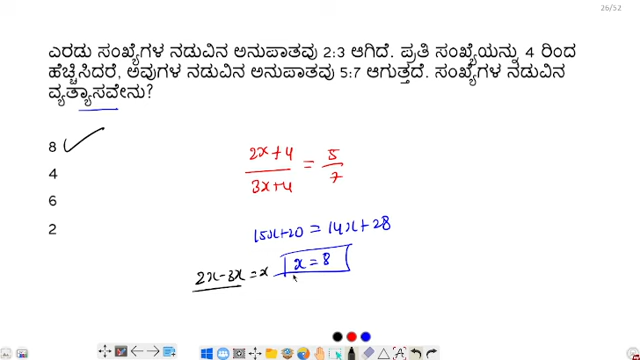 26/52
ಎರಡು ಸಂಖ್ಯೆಗಳ ನಡುವಿನ ಅನುಪಾತವು 2:3 ಆಗಿದೆ. ಪ್ರತಿ ಸಂಖ್ಯೆಯನ್ನು 4 ರಿಂದ
ಹೆಚ್ಚಿಸಿದರೆ, ಅವುಗಳ ನಡುವಿನ ಅನುಪಾತವು 5:7 ಆಗುತ್ತದೆ. ಸಂಖ್ಯೆಗಳ ನಡುವಿನ
ವ್ಯತ್ಯಾಸವೇನು?
8
4
6
2
2x+4/3x+4 = 5/7
15x+20 = 14x+28
x = 8
2x-3x = x